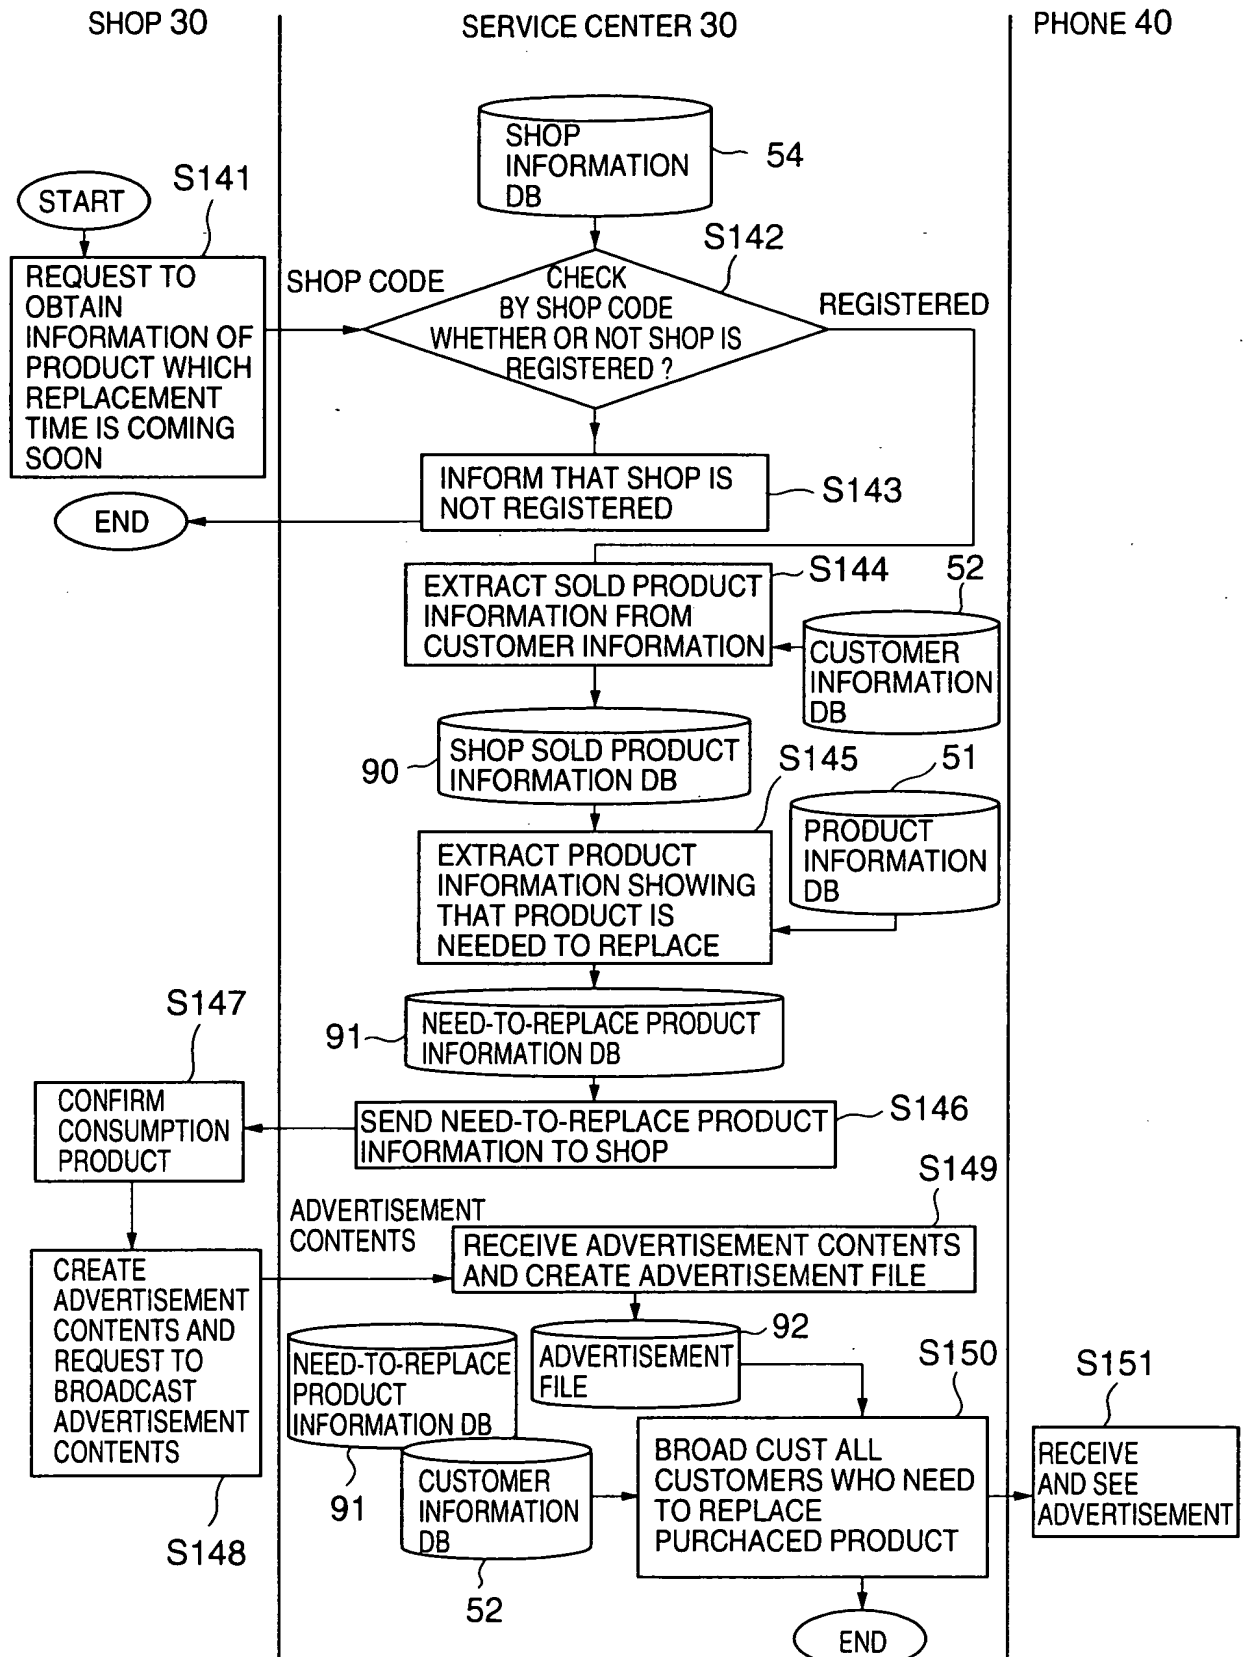 SHOP 30
SERVICE CENTER 30
PHONE 40
SHOP
INFORMATION
DB
54
S141
START
S142
REQUEST TO
OBTAIN
INFORMATION OF
PRODUCT WHICH
REPLACEMENT
TIME IS COMING
SOON
SHOP CODE
CHECK
BY SHOP CODE
WHETHER OR NOT SHOP IS
REGISTERED ?
REGISTERED
INFORM THAT SHOP IS
NOT REGISTERED
S143
END
EXTRACT SOLD PRODUCT
INFORMATION FROM
CUSTOMER INFORMATION
S144
52
CUSTOMER
INFORMATION
DB
90
SHOP SOLD PRODUCT
INFORMATION DB
S145
51
EXTRACT PRODUCT
INFORMATION SHOWING
THAT PRODUCT IS
NEEDED TO REPLACE
PRODUCT
INFORMATION
DB
S147
91
NEED-TO-REPLACE PRODUCT
INFORMATION DB
CONFIRM
CONSUMPTION
PRODUCT
SEND NEED-TO-REPLACE PRODUCT
INFORMATION TO SHOP
S146
S149
ADVERTISEMENT
CONTENTS
RECEIVE ADVERTISEMENT CONTENTS
AND CREATE ADVERTISEMENT FILE
CREATE
ADVERTISEMENT
CONTENTS AND
REQUEST TO
BROADCAST
ADVERTISEMENT
CONTENTS
S148
NEED-TO-REPLACE
PRODUCT
INFORMATION DB
91
ADVERTISEMENT
FILE
92
S150
S151
CUSTOMER
INFORMATION
DB
52
BROAD CUST ALL
CUSTOMERS WHO NEED
TO REPLACE
PURCHASED PRODUCT
RECEIVE
AND SEE
ADVERTISEMENT
END